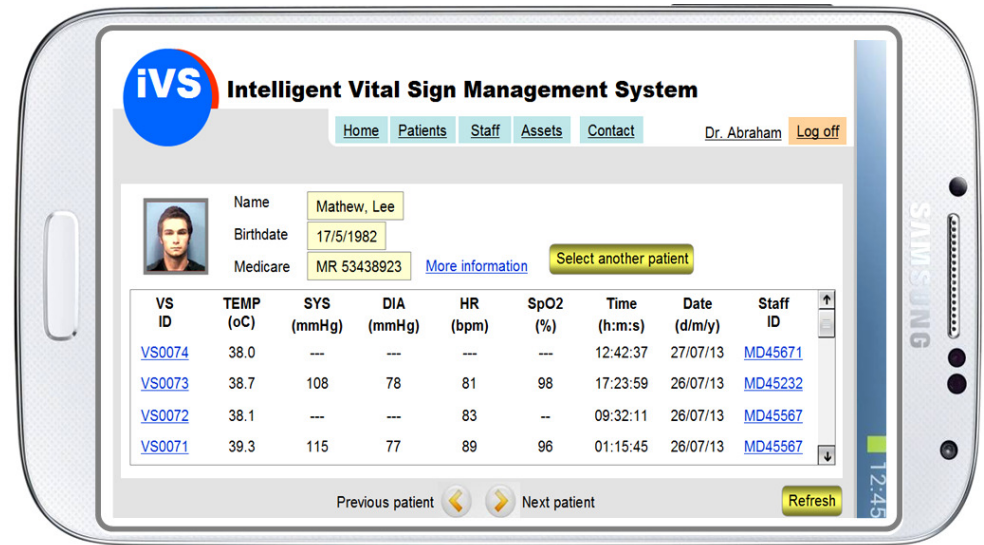 iVS
Intelligent Vital Sign Management System
Home Patients Staff Assets Contact Dr. Abraham Log off
Name Mathew, Lee
Birthdate 17/5/1982
Medicare MR 53438923 More information Select another patient
VS TEMP SYS DIA HR SpO2 Time Date Staff
ID (oC) (mmHg) (mmHg) (bpm) (%) (h:m:s) (d/m/y) ID
VS0074 38.0 --- --- --- --- 12:42:37 27/07/13 MD45671
VS0073 38.7 108 78 81 98 17:23:59 26/07/13 MD45232
VS0072 38.1 --- --- 83 -- 09:32:11 26/07/13 MD45567
VS0071 39.3 115 77 89 96 01:15:45 26/07/13 MD45567
Previous patient Next patient Refresh
12:45
SAMSUNG